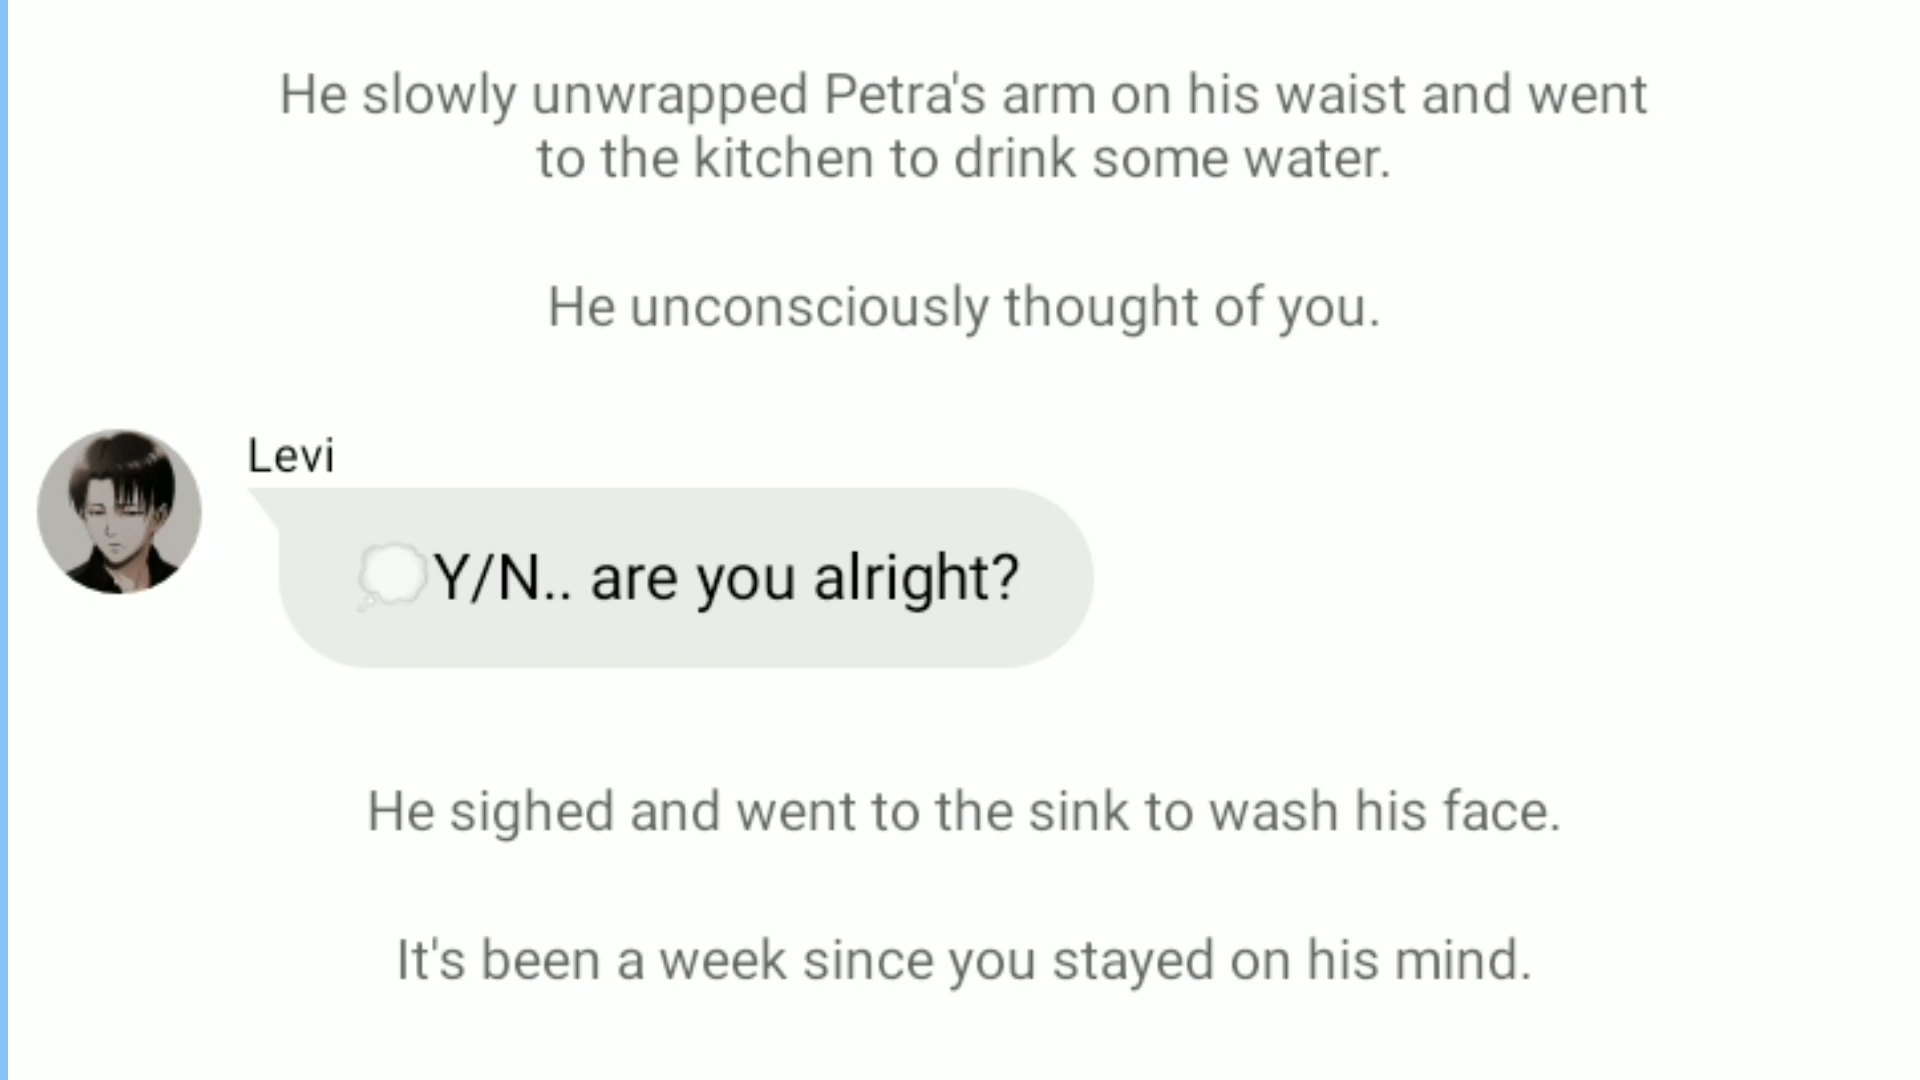 He slowly unwrapped Petra's arm on his waist and went
to the kitchen to drink some water.
He unconsciously thought of you.
Levi
💭Y/N.. are you alright?
He sighed and went to the sink to wash his face.
It's been a week since you stayed on his mind.